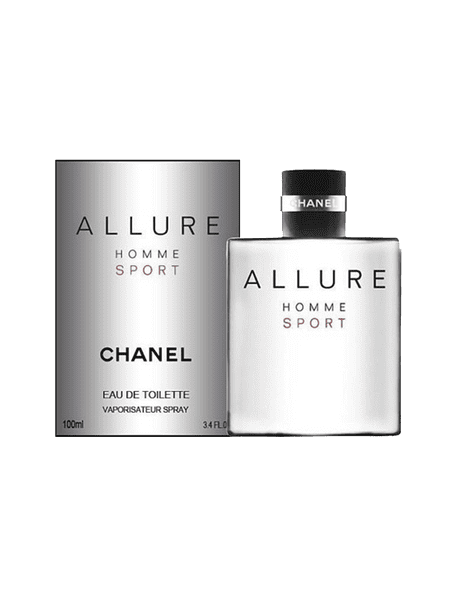 ALLURE
HOMME
SPORT
CHANEL
EAU DE TOILETTE
VAPORISATEUR SPRAY
100ml 3.4 FL.O
CHANEL
ALLURE
HOMME
SPORT